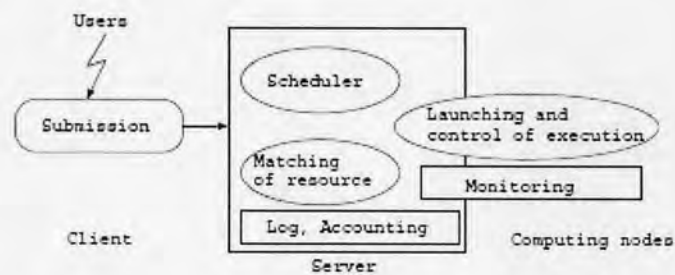 Users
Submission
Scheduler
Launching and
control of execution
Matching
of resource
Monitoring
Log, Accounting
Client
Server
Computing nodes